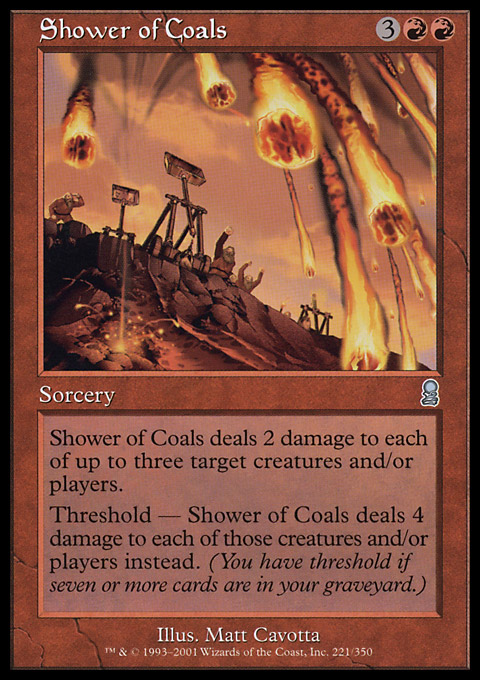 Shower of Coals 3
Sorcery
Shower of Coals deals 2 damage to each
of up to three target creatures and/or
players.
Threshold — Shower of Coals deals 4
damage to each of those creatures and/or
players instead. (You have threshold if
seven or more cards are in your graveyard.)
Illus. Matt Cavotta
™ & © 1993–2001 Wizards of the Coast, Inc. 221/350